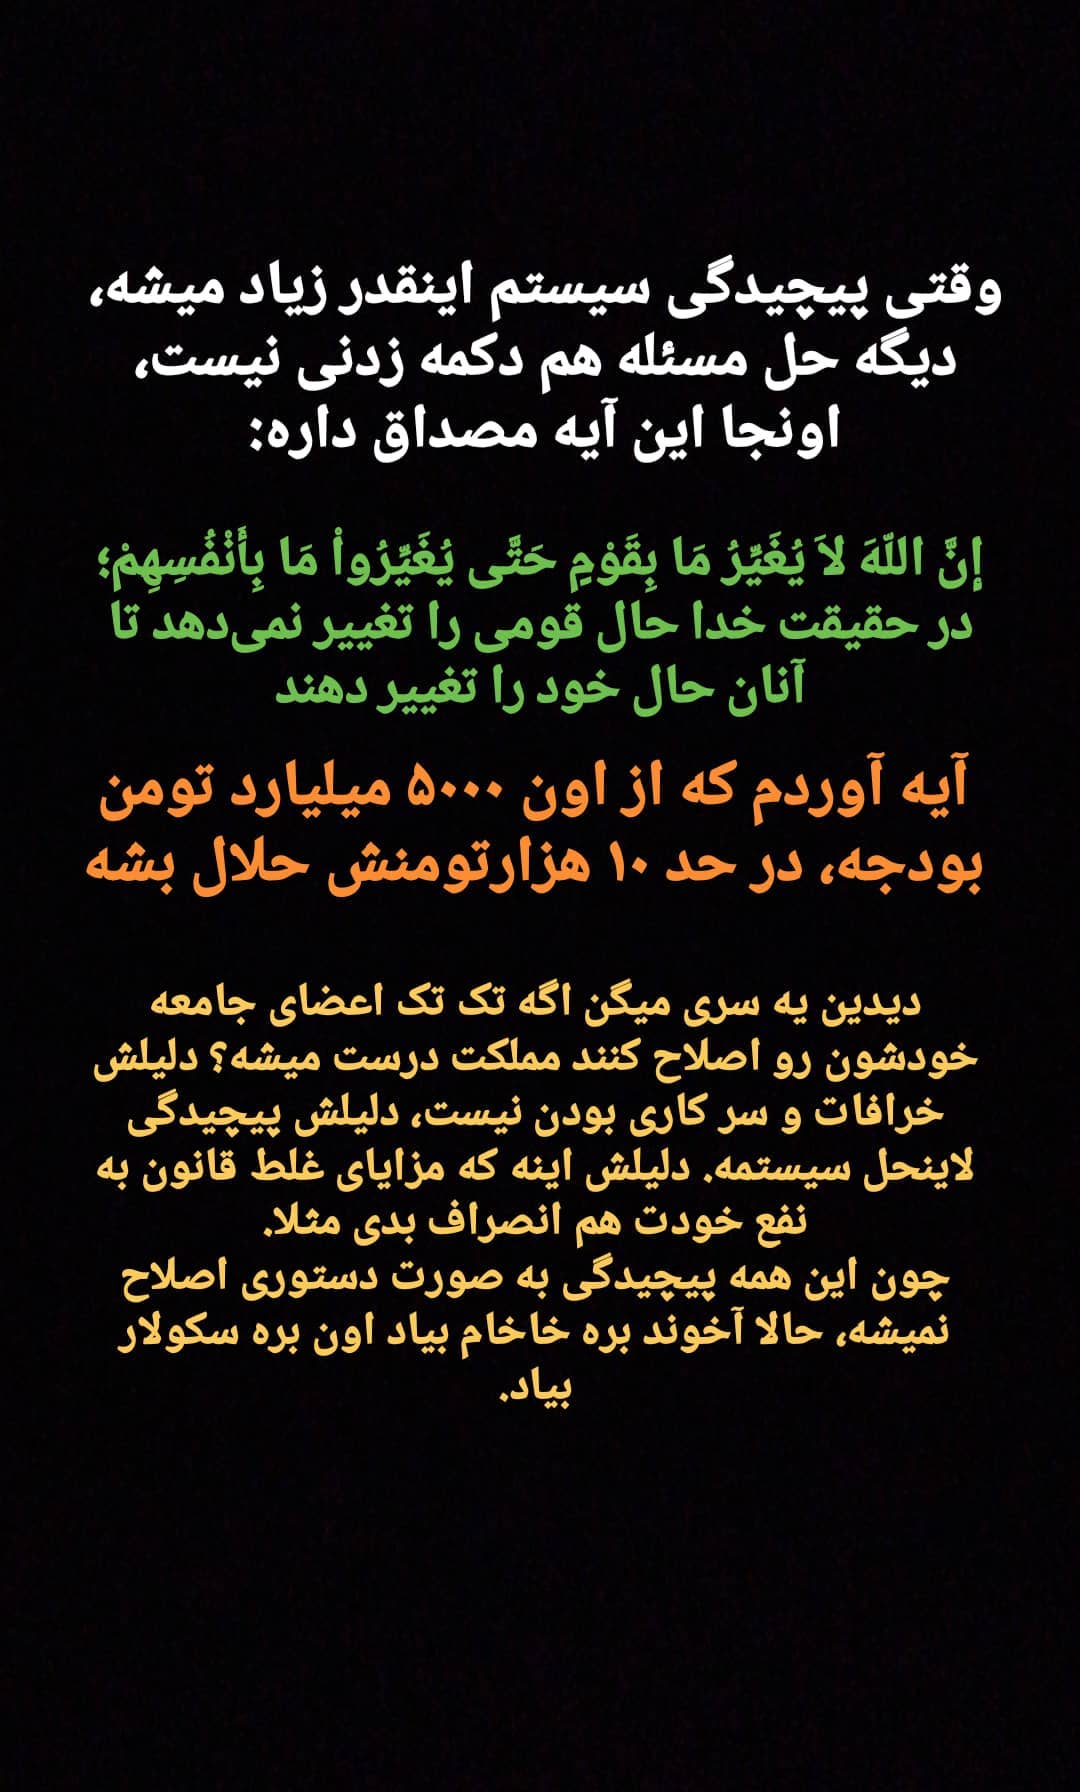 وقتی پیچیدگی سیستم اینقدر زیاد میشه،
دیگه حل مسئله هم دکمه زدنی نیست،
اونجا این آیه مصداق داره:
إنَّ اللّهَ لاَ يُغَيِّرُ مَا بِقَوْمٍ حَتَّى يُغَيِّرُواْ مَا بِأَنْفُسِهِمْ؛
در حقیقت خدا حال قومی را تغییر نمی‌دهد تا
آنان حال خود را تغییر دهند
آیه آوردم که از اون ۵۰۰۰ میلیارد تومن
بودجه، در حد ۱۰ هزارتومنش حلال بشه
دیدین یه سری میگن اگه تک تک اعضای جامعه
خودشون رو اصلاح کنند مملکت درست میشه؟ دلیلش
خرافات و سر کاری بودن نیست، دلیلش پیچیدگی
لاینحل سیستمه. دلیلش اینه که مزایای غلط قانون به
نفع خودت هم انصراف بدی مثلا.
چون این همه پیچیدگی به صورت دستوری اصلاح
نمیشه، حالا آخوند بره خاخام بیاد اون بره سکولار
بیاد.